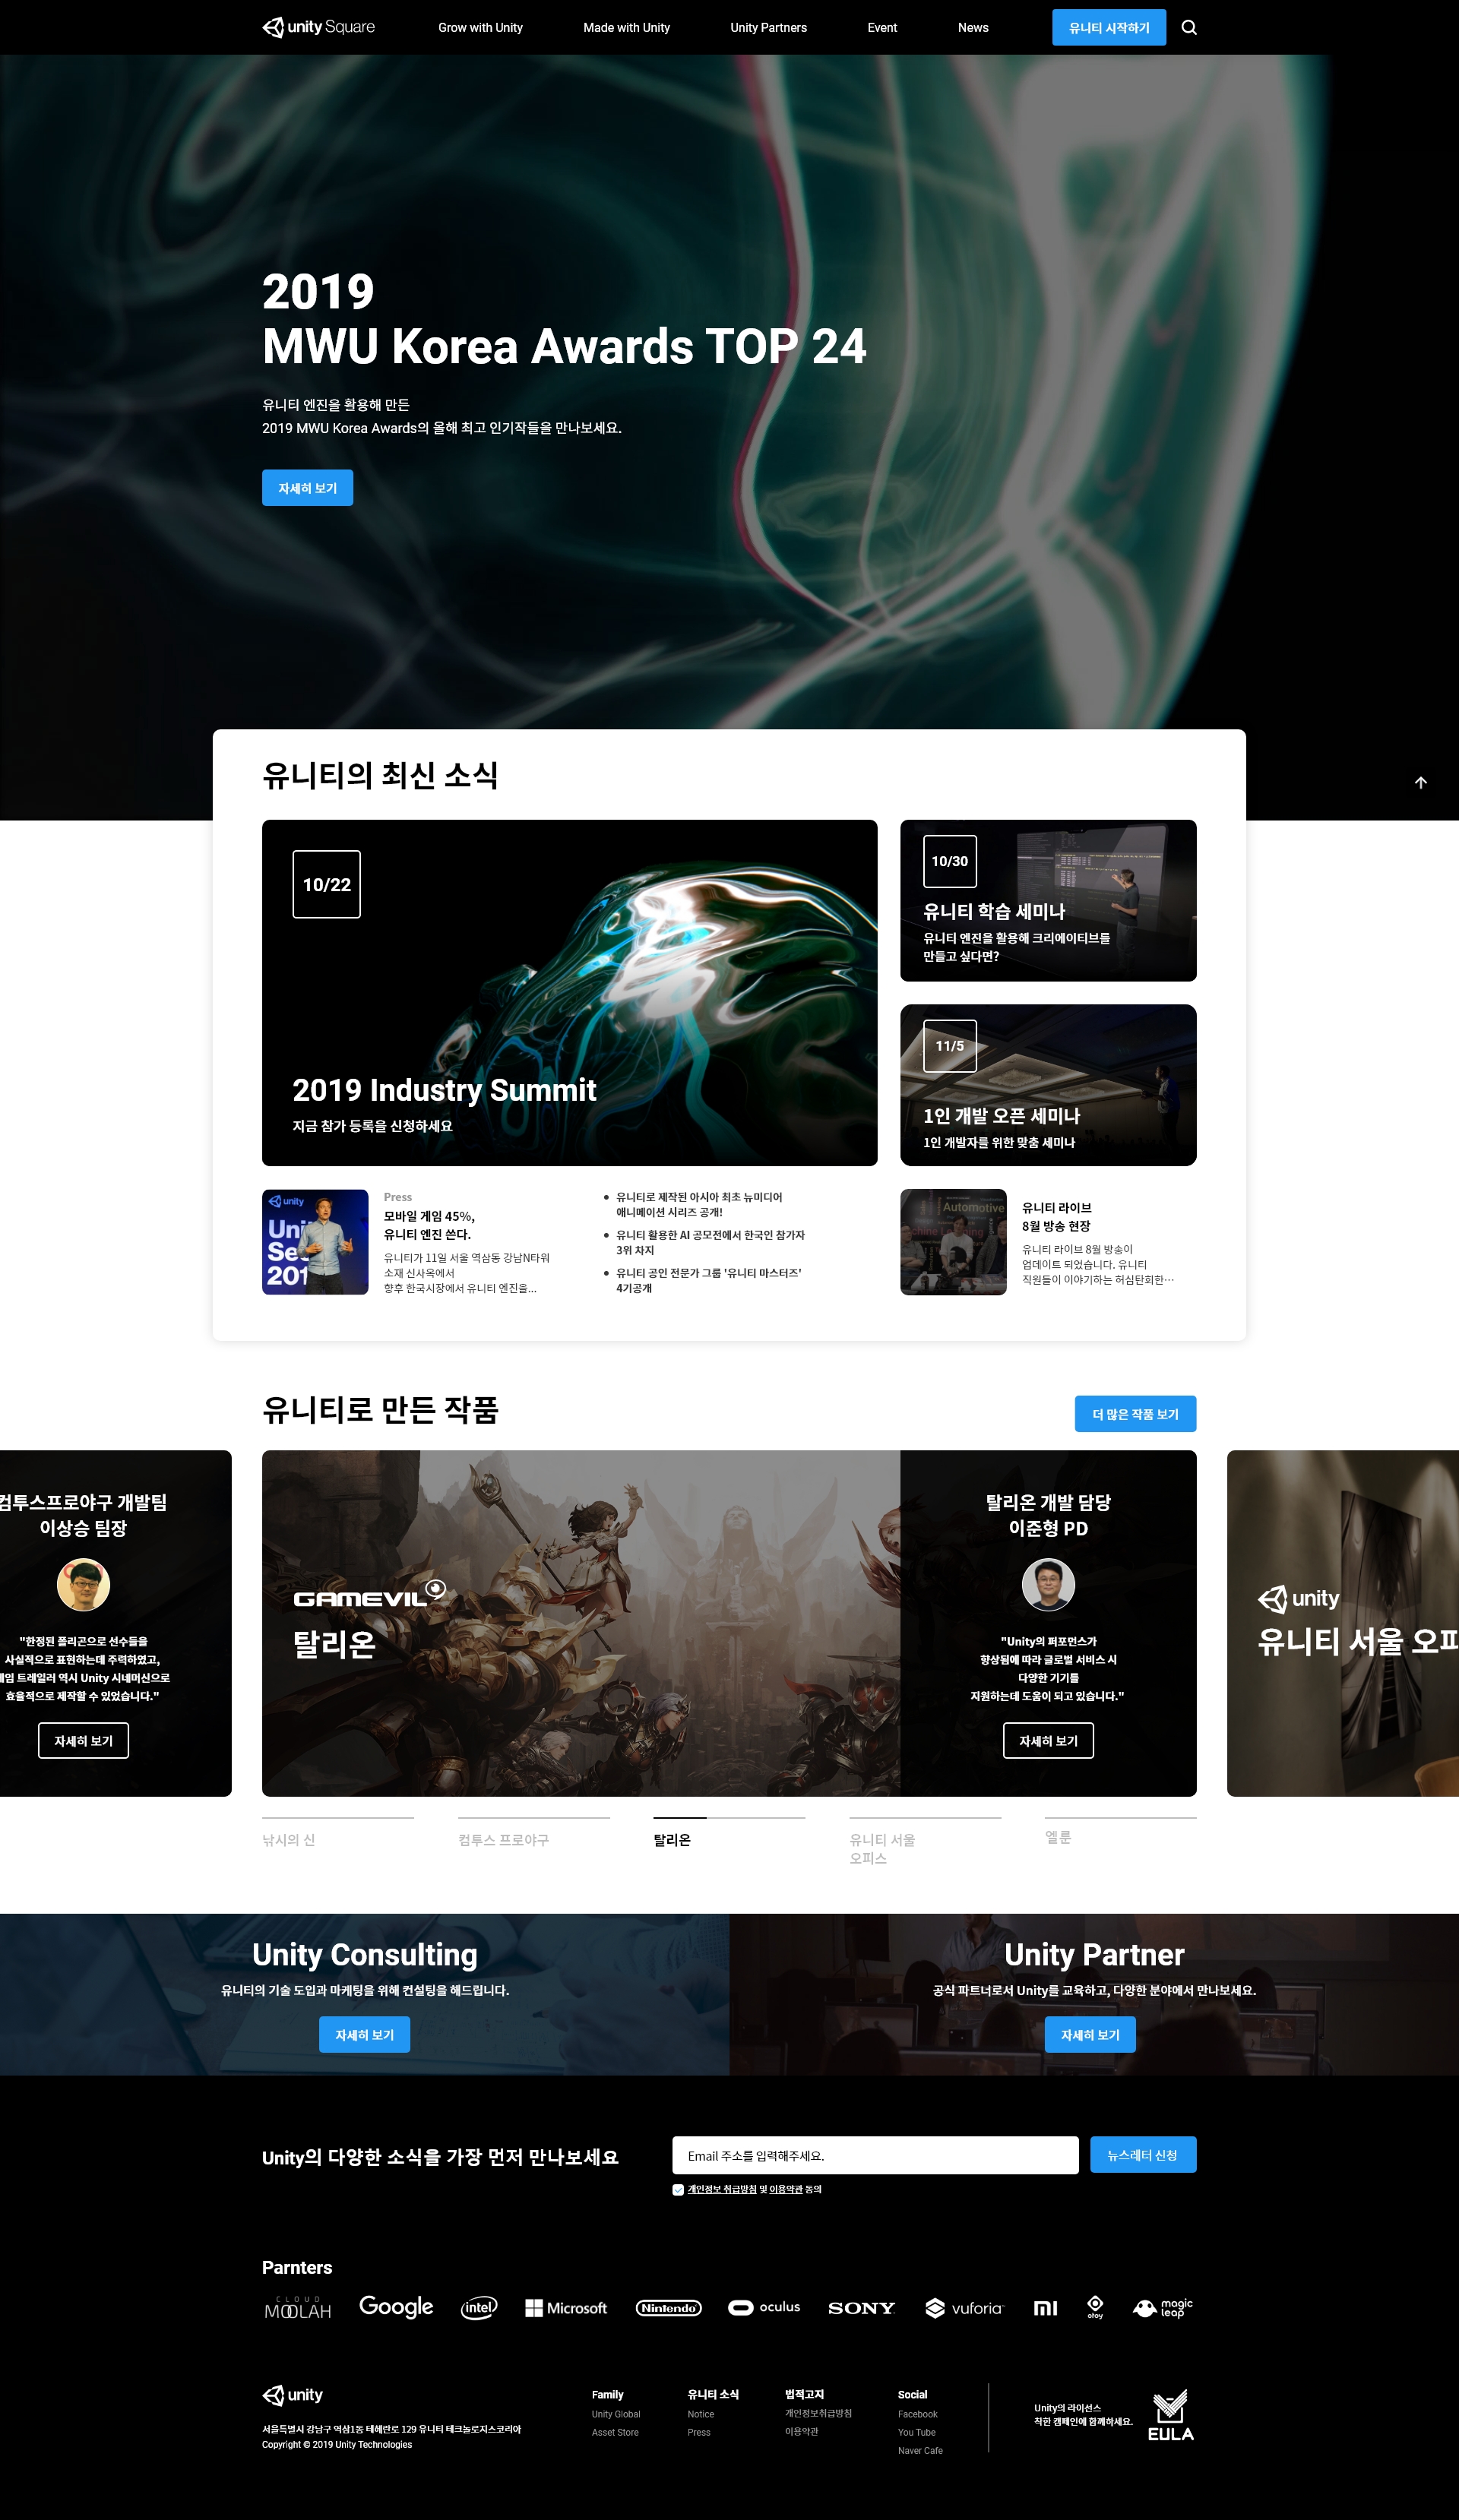 unity Square
Grow with Unity
Made with Unity
Unity Partners
Event
News
유니티 시작하기
2019
MWU Korea Awards TOP 24
유니티 엔진을 활용해 만든
2019 MWU Korea Awards의 올해 최고 인기작들을 만나보세요.
자세히 보기
유니티의 최신 소식
10/22
2019 Industry Summit
지금 참가 등록을 신청하세요
10/30
유니티 학습 세미나
유니티 엔진을 활용해 크리에이티브를
만들고 싶다면?
11/5
1인 개발 오픈 세미나
1인 개발자를 위한 맞춤 세미나
unity
Press
모바일 게임 45%,
유니티 엔진 쓴다.
유니티가 11일 서울 역삼동 강남N타워
소재 신사옥에서
향후 한국시장에서 유니티 엔진을...
유니티로 제작된 아시아 최초 뉴미디어
애니메이션 시리즈 공개!
유니티 활용한 AI 공모전에서 한국인 참가자
3위 차지
유니티 공인 전문가 그룹 '유니티 마스터즈'
4기공개
Automotive
유니티 라이브
8월 방송 현장
유니티 라이브 8월 방송이
업데이트 되었습니다. 유니티
직원들이 이야기하는 허심탄회한…
유니티로 만든 작품
더 많은 작품 보기
컴투스프로야구 개발팀
이상승 팀장
"한정된 폴리곤으로 선수들을
사실적으로 표현하는데 주력하였고,
게임 트레일러 역시 Unity 시네머신으로
효율적으로 제작할 수 있었습니다."
자세히 보기
GAMEVIL
탈리온
탈리온 개발 담당
이준형 PD
"Unity의 퍼포먼스가
향상됨에 따라 글로벌 서비스 시
다양한 기기를
지원하는데 도움이 되고 있습니다."
자세히 보기
unity
유니티 서울 오피
낚시의 신
컴투스 프로야구
탈리온
유니티 서울
오피스
엘룬
Unity Consulting
유니티의 기술 도입과 마케팅을 위해 컨설팅을 해드립니다.
자세히 보기
Unity Partner
공식 파트너로서 Unity를 교육하고, 다양한 분야에서 만나보세요.
자세히 보기
Unity의 다양한 소식을 가장 먼저 만나보세요
Email 주소를 입력해주세요.
뉴스레터 신청
개인정보 취급방침 및 이용약관 동의
Parnters
CLOUD
MOOLAH
Google
intel
Microsoft
Nintendo
oculus
SONY
vuforia
mi
otoy
magic
leap
unity
서울특별시 강남구 역삼1동 테헤란로 129 유니티 테크놀로지스코리아
Copyright © 2019 Unity Technologies
Family
Unity Global
Asset Store
유니티 소식
Notice
Press
법적고지
개인정보취급방침
이용약관
Social
Facebook
You Tube
Naver Cafe
Unity의 라이선스
착한 캠페인에 함께하세요.
EULA